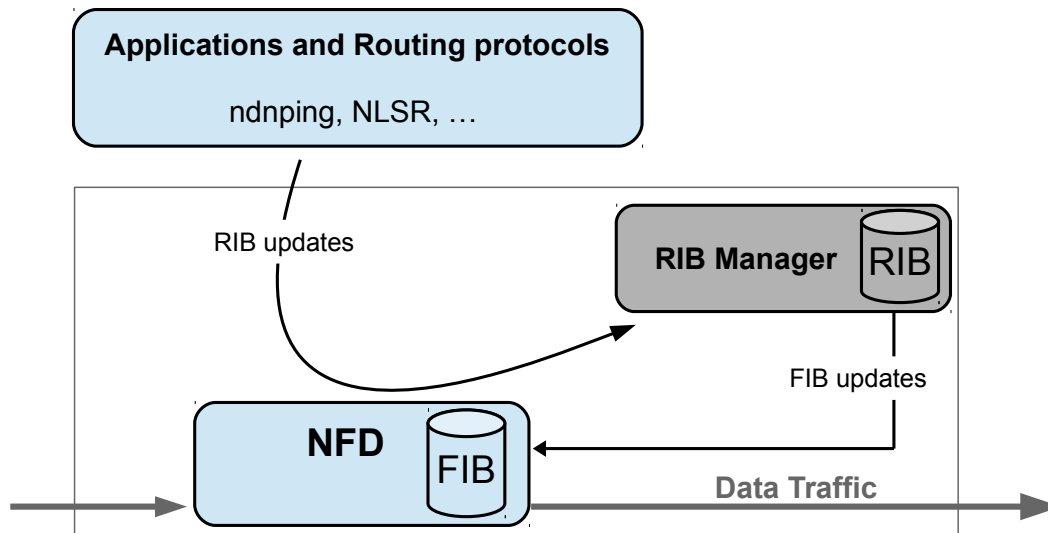 Applications and Routing protocols
ndnping, NLSR, …
RIB updates
RIB Manager
RIB
FIB updates
NFD
FIB
Data Traffic